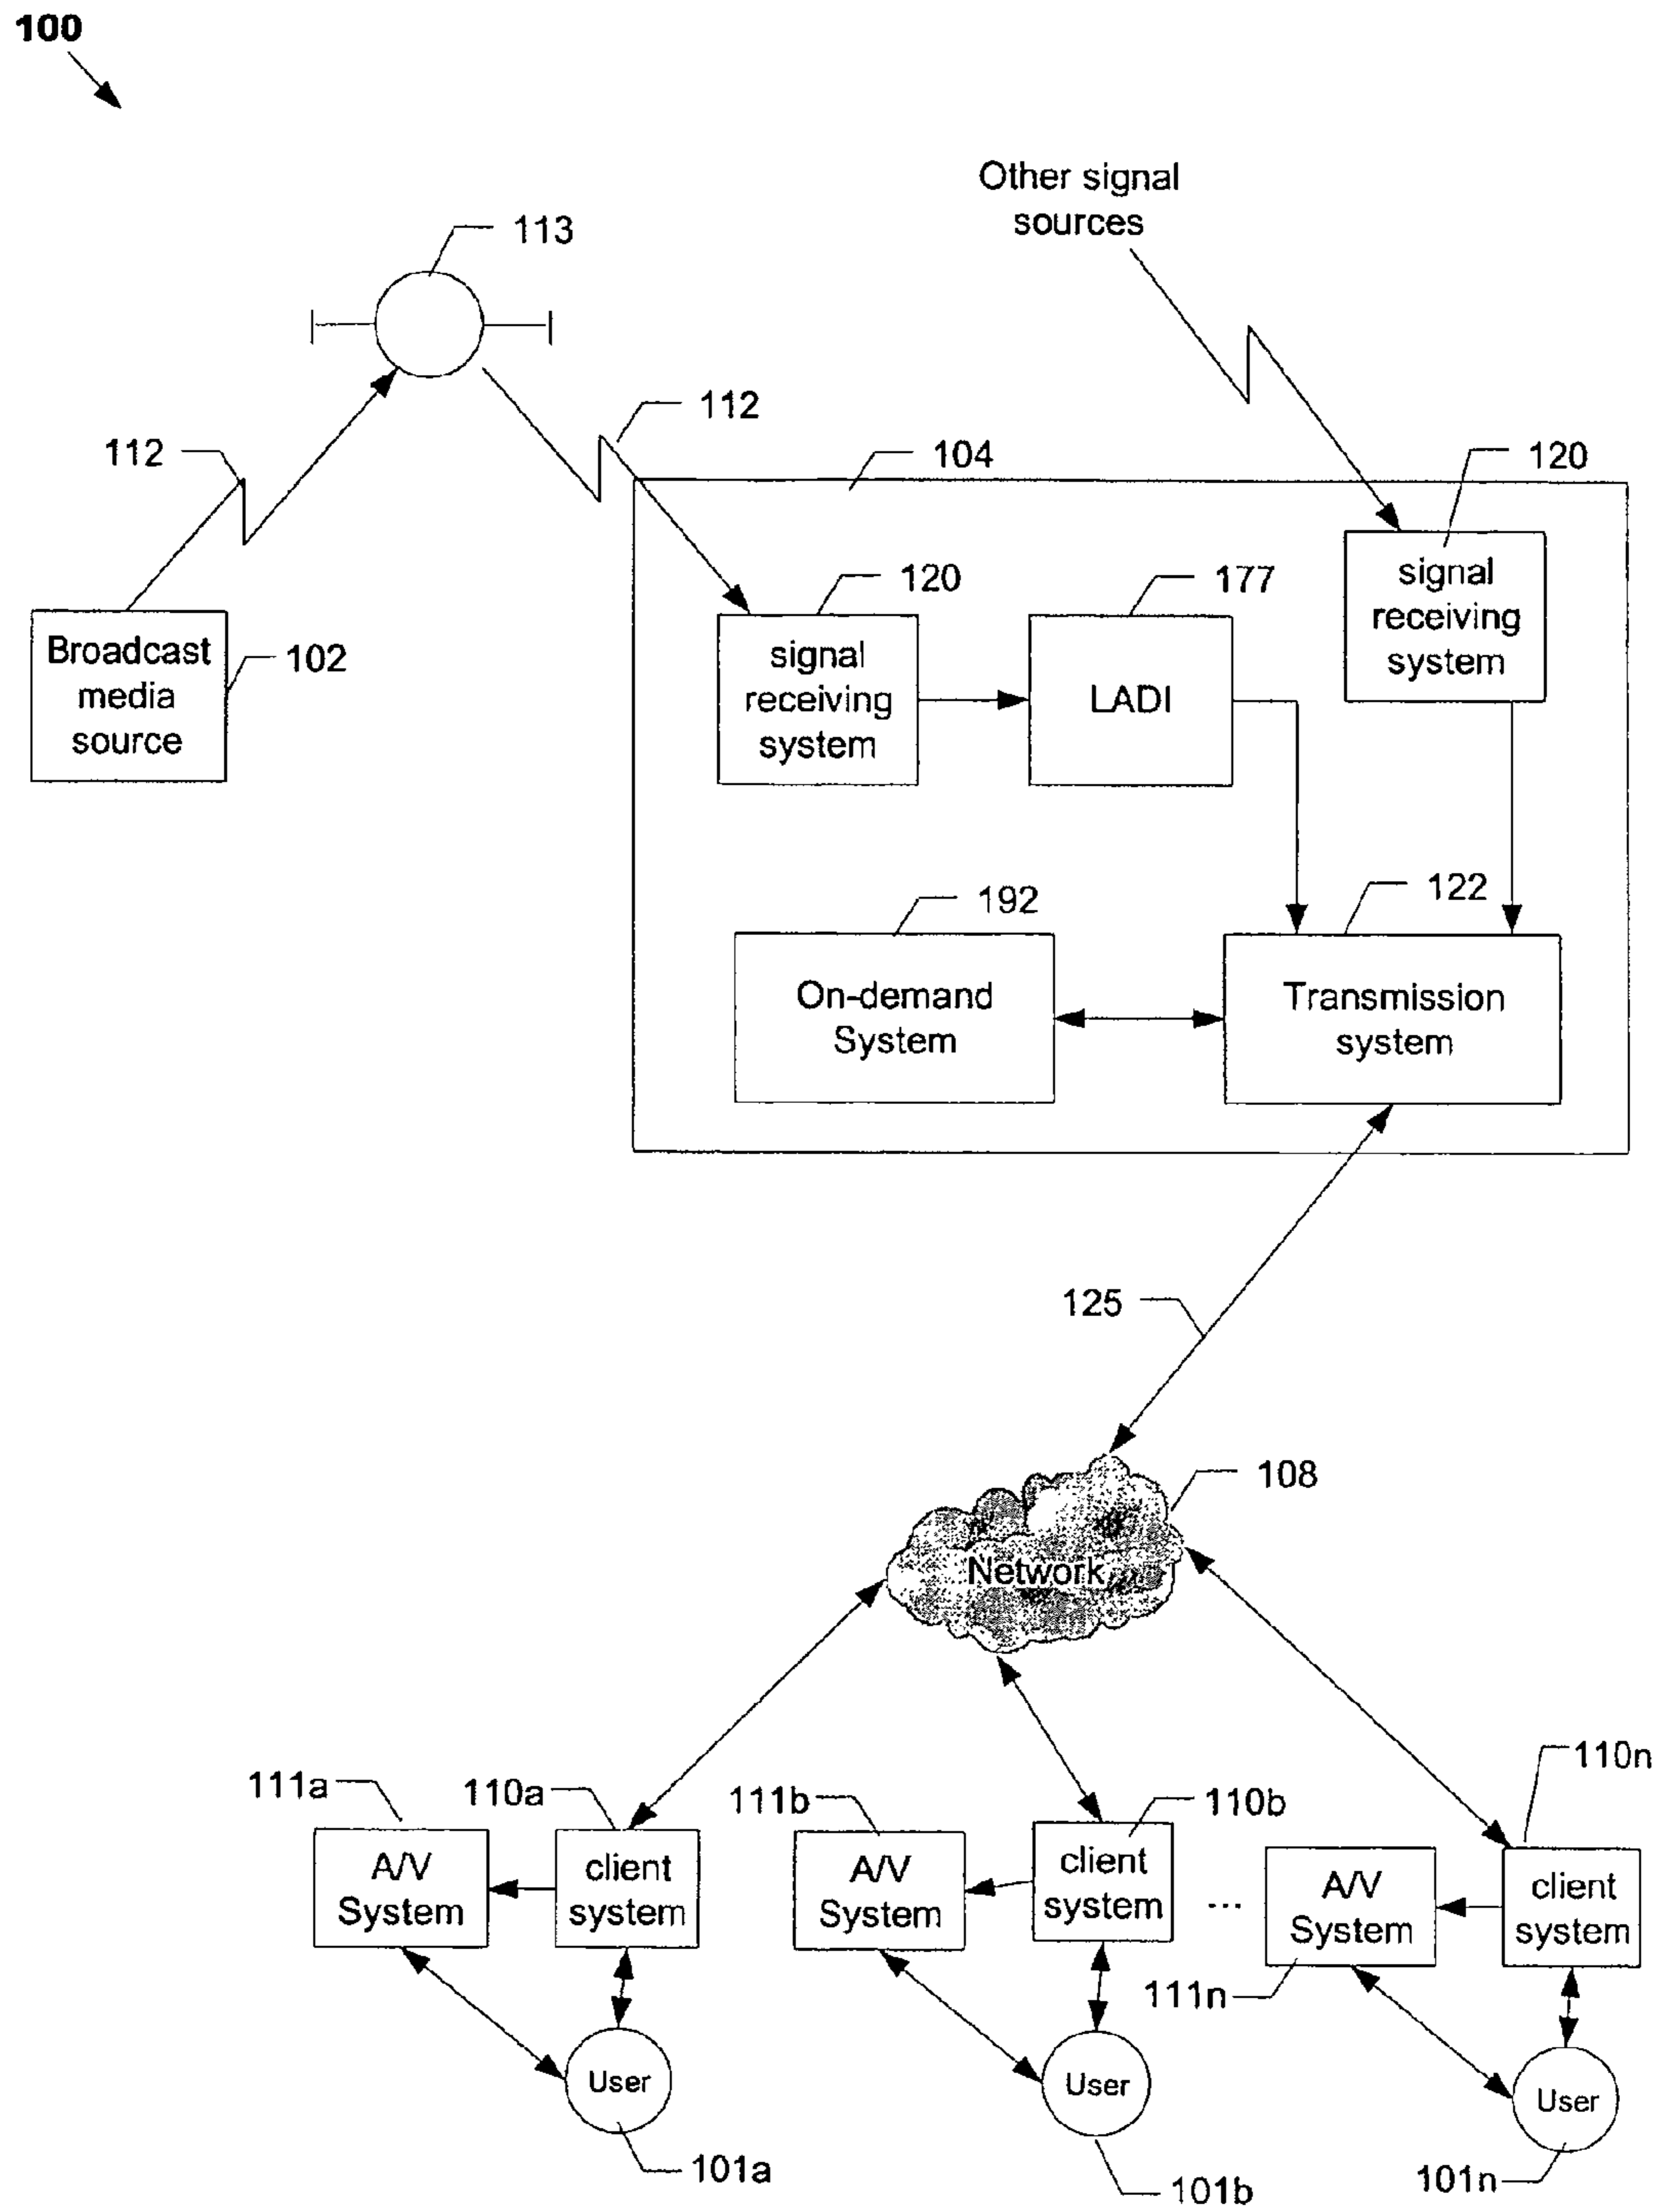 100
Other signal
sources
113
112
112
104
120
Broadcast
media
source
102
120
signal
receiving
system
177
LADI
signal
receiving
system
192
On-demand
System
122
Transmission
system
125
108
Network
111a
110a
A/V
System
client
system
User
101a
111b
110b
A/V
System
client
system
User
101b
...
110n
A/V
System
client
system
111n
User
101n